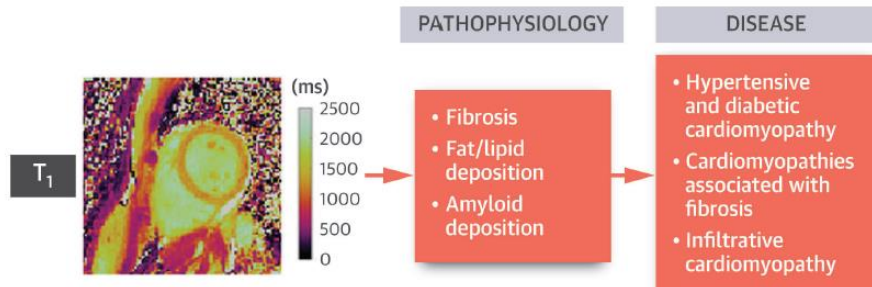 PATHOPHYSIOLOGY
DISEASE
T1
(ms)
2500
2000
1500
1000
500
0
• Fibrosis
• Fat/lipid
deposition
• Amyloid
deposition
• Hypertensive
and diabetic
cardiomyopathy
• Cardiomyopathies
associated with
fibrosis
• Infiltrative
cardiomyopathy